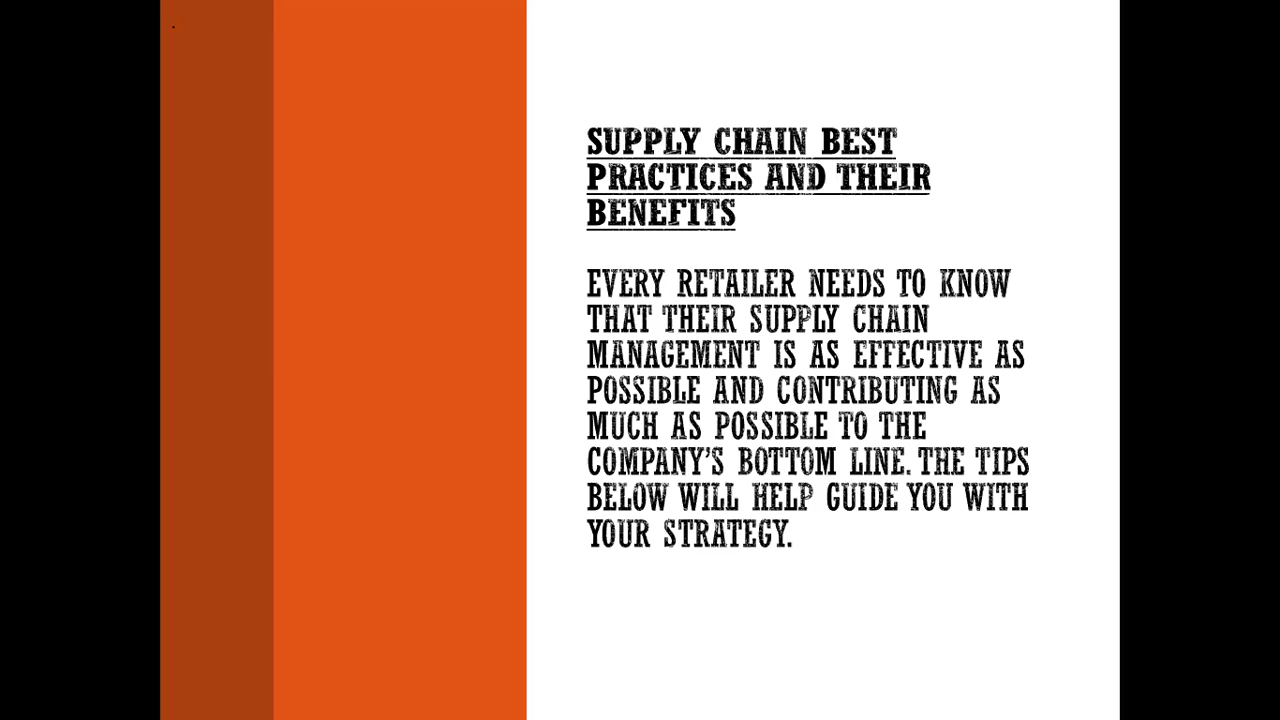 SUPPLY CHAIN BEST
PRACTICES AND THEIR
BENEFITS
EVERY RETAILER NEEDS TO KNOW
THAT THEIR SUPPLY CHAIN
MANAGEMENT IS AS EFFECTIVE AS
POSSIBLE AND CONTRIBUTING AS
MUCH AS POSSIBLE TO THE
COMPANY’S BOTTOM LINE. THE TIPS
BELOW WILL HELP GUIDE YOU WITH
YOUR STRATEGY.